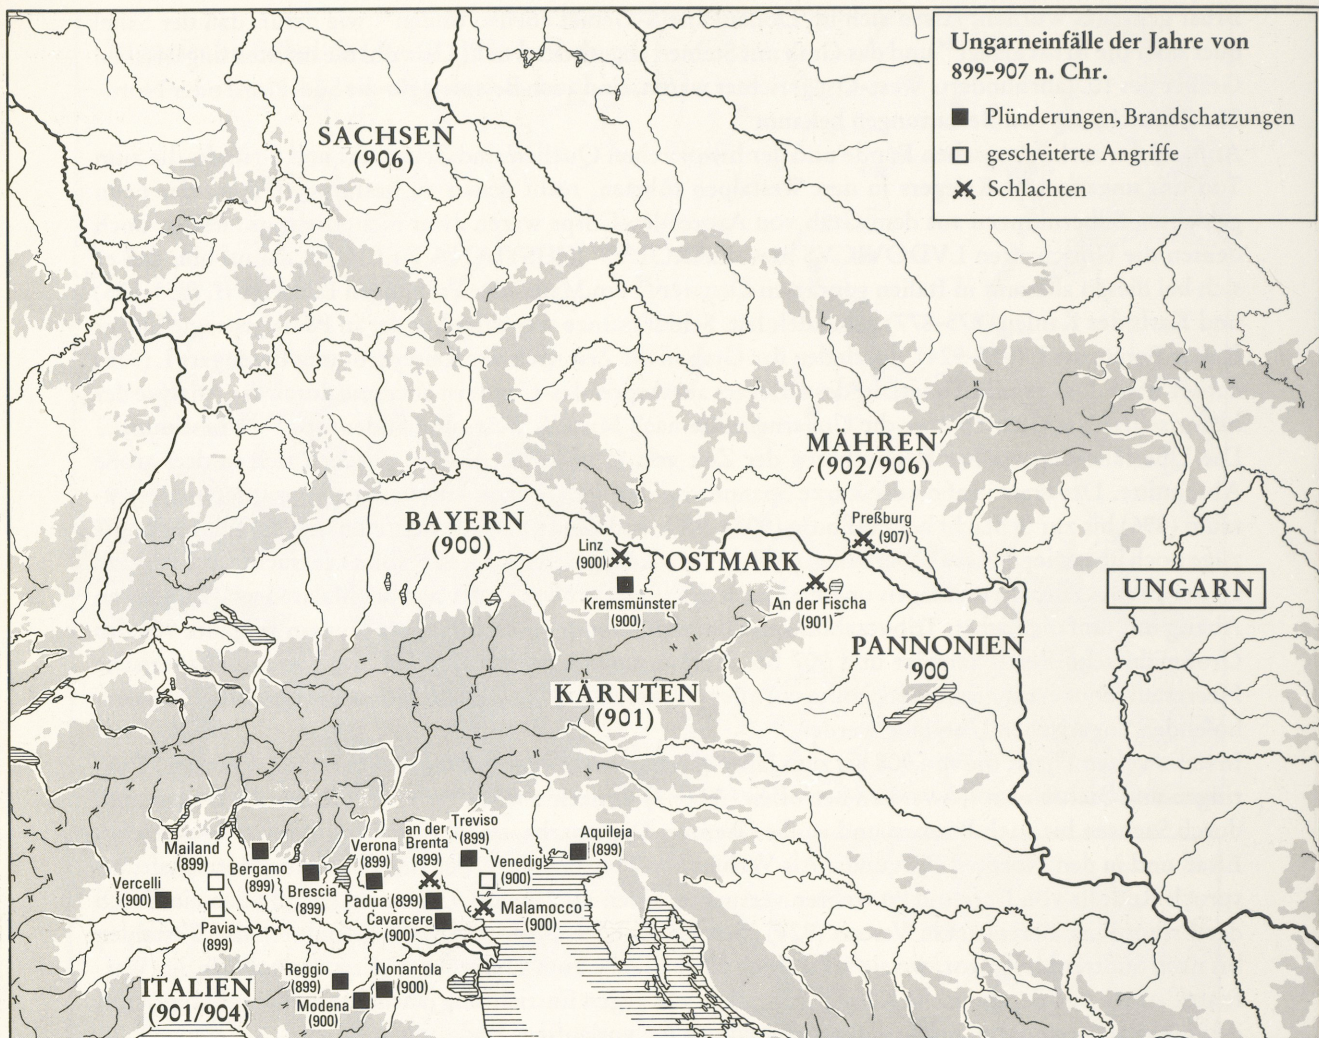 Ungarneinfälle der Jahre von
899-907 n. Chr.
Plünderungen, Brandschatzungen
gescheiterte Angriffe
Schlachten
SACHSEN
(906)
MÄHREN
(902/906)
BAYERN
(900)
Preßburg
(907)
Linz
(900)
OSTMARK
UNGARN
Kremsmünster
(900)
An der Fischa
(901)
PANNONIEN
900
KÄRNTEN
(901)
Mailand
(899)
Bergamo
(899)
Vercelli
(900)
Pavia
(899)
Brescia
(899)
Verona
(899)
an der
Brenta
(899)
Treviso
(899)
Aquileja
(899)
Venedig
(900)
Padua (899)
Cavarcere
(900)
Malamocco
(900)
ITALIEN
(901/904)
Reggio
(899)
Nonantola
(900)
Modena
(900)